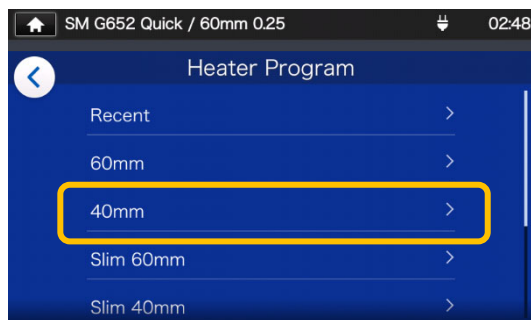 SM G652 Quick / 60mm 0.25 02:48
Heater Program
Recent
60mm
40mm
Slim 60mm
Slim 40mm